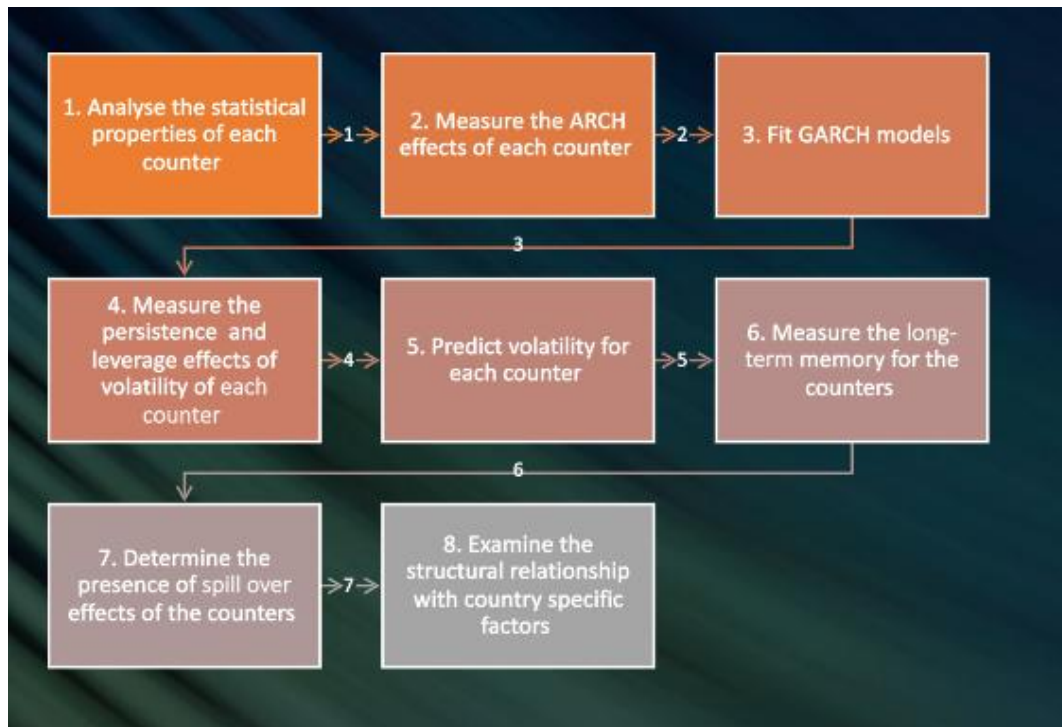 1. Analyse the statistical
properties of each
counter
1
2. Measure the ARCH
effects of each counter
2
3. Fit GARCH models
3
4. Measure the
persistence and
leverage effects of
volatility of each
counter
4
5. Predict volatility for
each counter
5
6. Measure the long-
term memory for the
counters
6
7. Determine the
presence of spill over
effects of the counters
7
8. Examine the
structural relationship
with country specific
factors